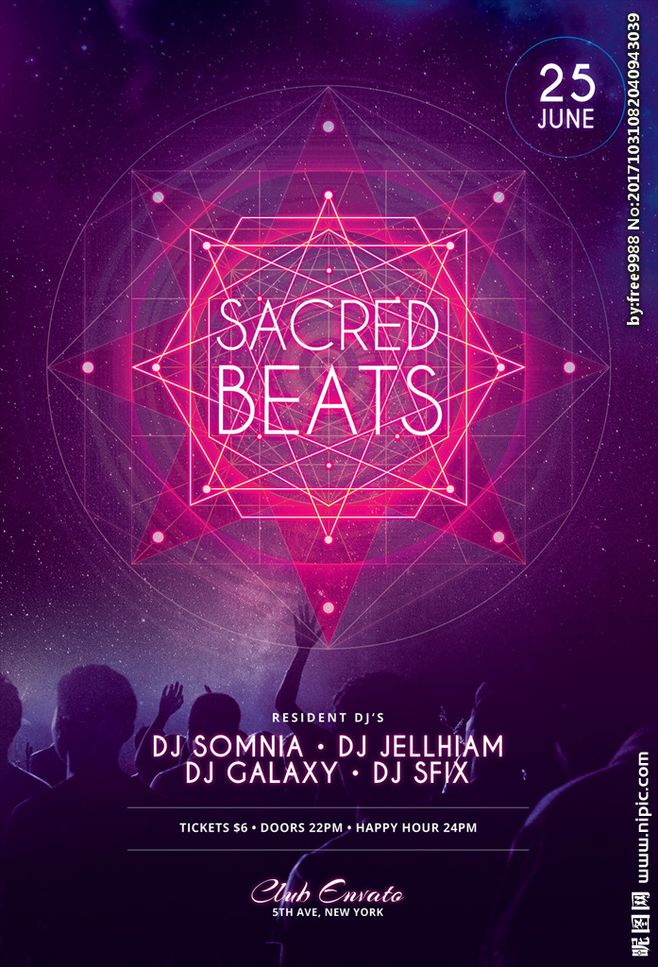 25
JUNE
SACRED
BEATS
RESIDENT DJ'S
DJ SOMNIA • DJ JELLHIAM
DJ GALAXY • DJ SFIX
TICKETS $6 • DOORS 22PM • HAPPY HOUR 24PM
Club Envato
5TH AVE, NEW YORK
by:free9988 No:20171031082040943039
昵图网 www.nipic.com